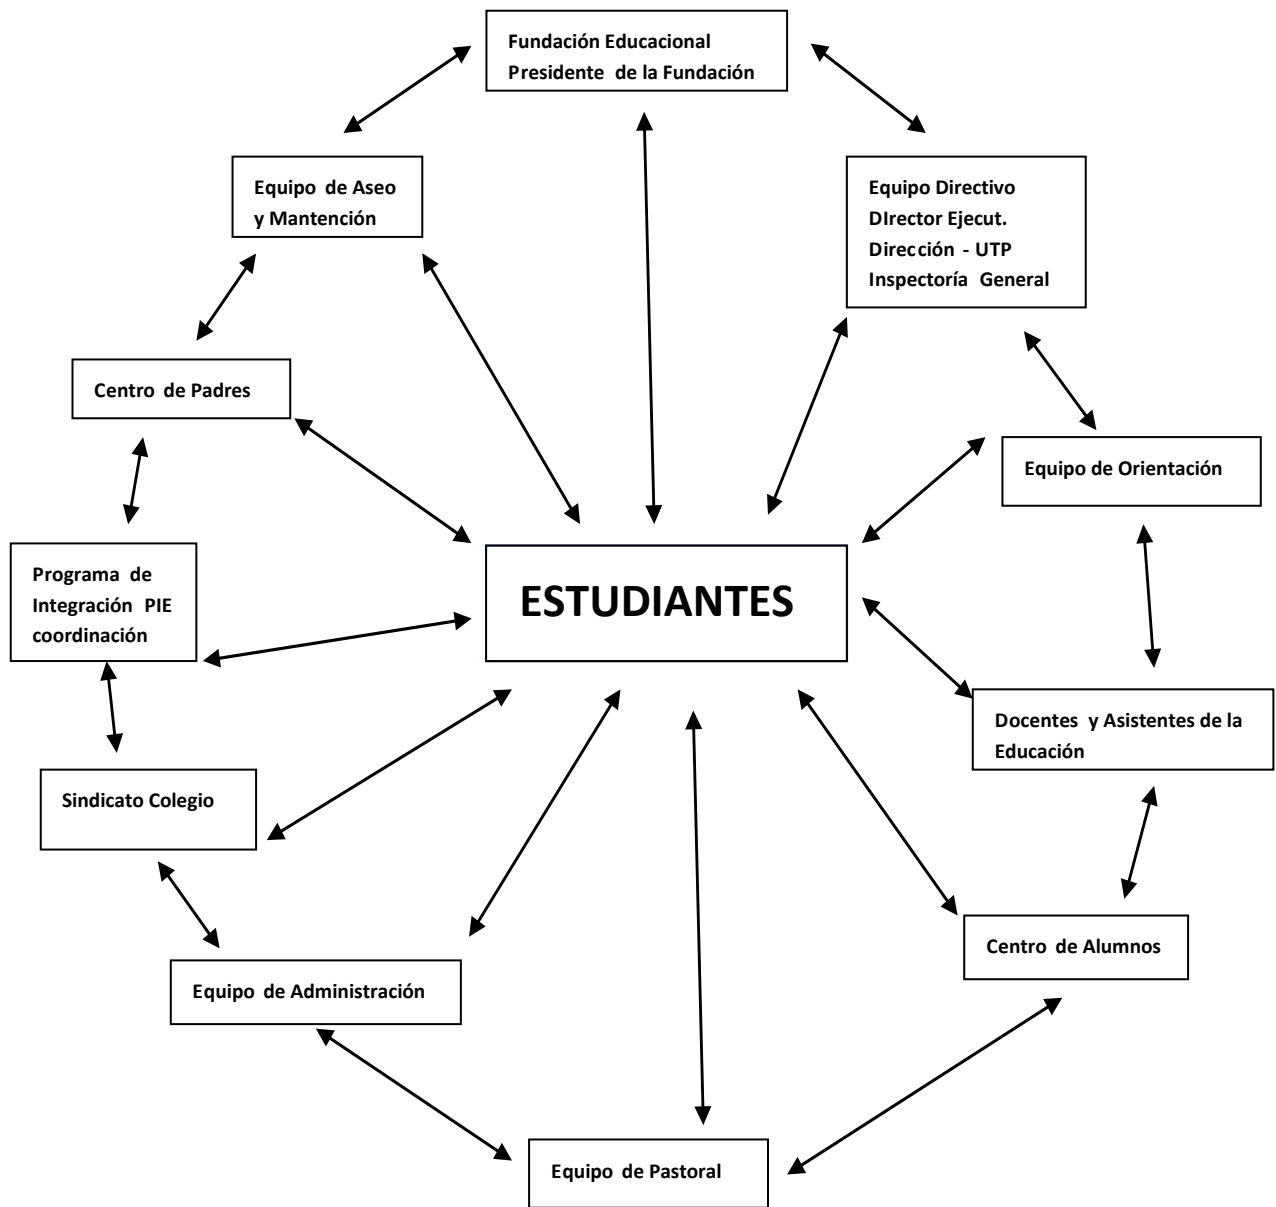 Fundación Educacional
Presidente de la Fundación
Equipo de Aseo
y Mantención
Equipo Directivo
DIrector Ejecut.
Dirección - UTP
Inspectoría General
Centro de Padres
Equipo de Orientación
Programa de
Integración PIE
coordinación
ESTUDIANTES
Docentes y Asistentes de la
Educación
Sindicato Colegio
Centro de Alumnos
Equipo de Administración
Equipo de Pastoral